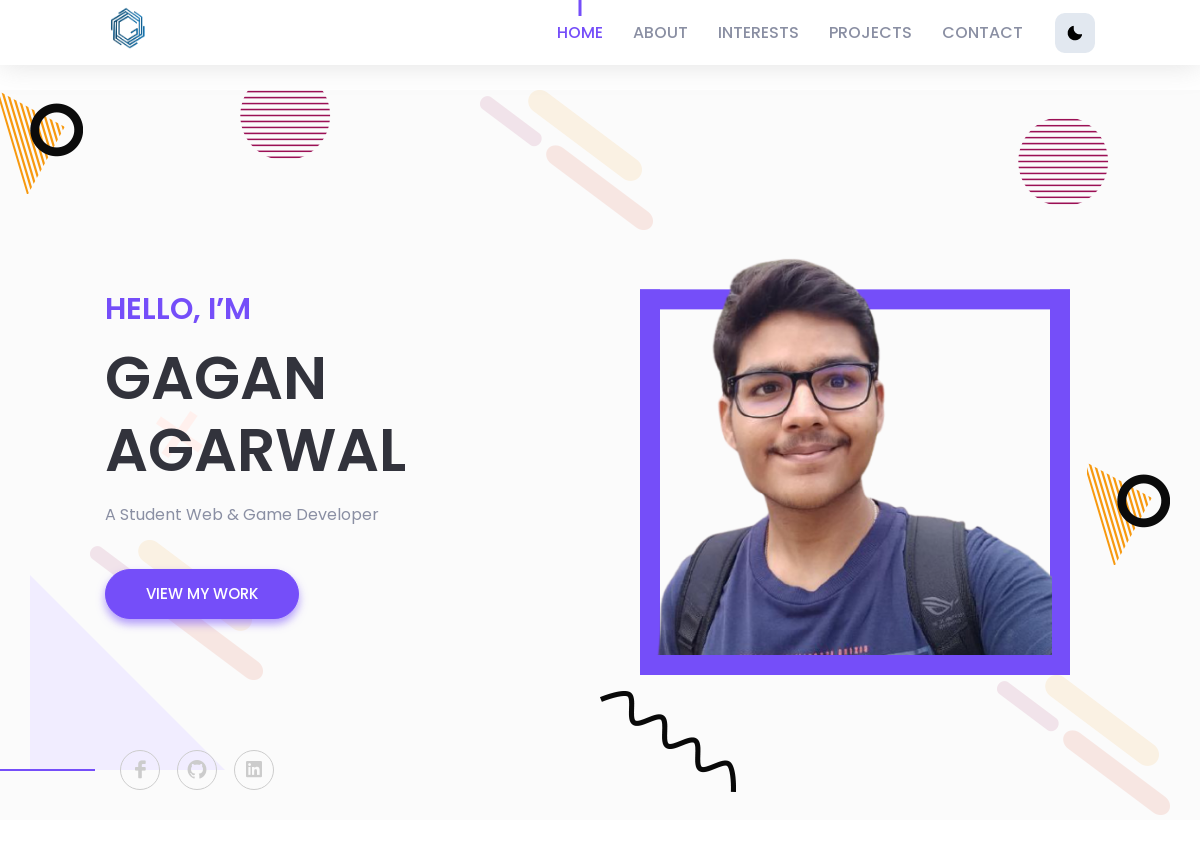 HOME ABOUT INTERESTS PROJECTS CONTACT
HELLO, I'M
GAGAN
AGARWAL
A Student Web & Game Developer
VIEW MY WORK